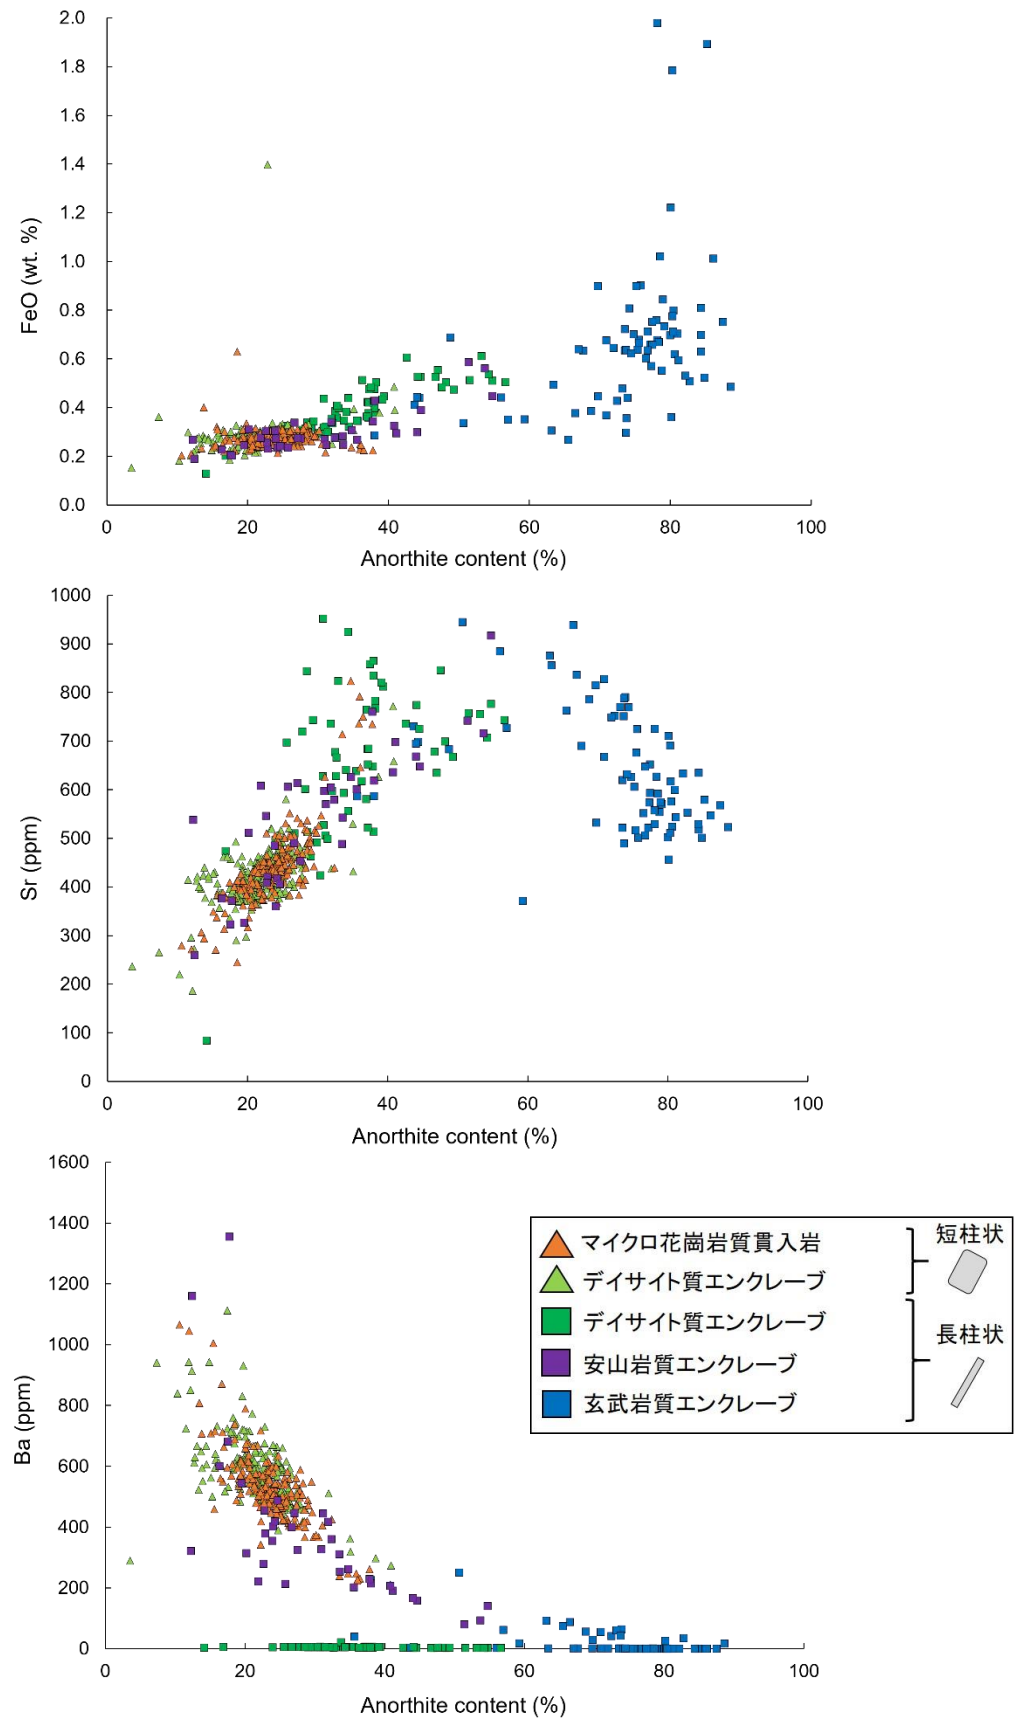 2.0
1.8
1.6
1.4
1.2
1.0
0.8
0.6
0.4
0.2
0.0
FeO (wt. %)
0 20 40 60 80 100
Anorthite content (%)
1000
900
800
700
600
500
400
300
200
100
0
Sr (ppm)
0 20 40 60 80 100
Anorthite content (%)
1600
1400
1200
1000
800
600
400
200
0
Ba (ppm)
0 20 40 60 80 100
Anorthite content (%)
マイクロ花崗岩質貫入岩
デイサイト質エンクレーブ
デイサイト質エンクレーブ
安山岩質エンクレーブ
玄武岩質エンクレーブ
短柱状
長柱状